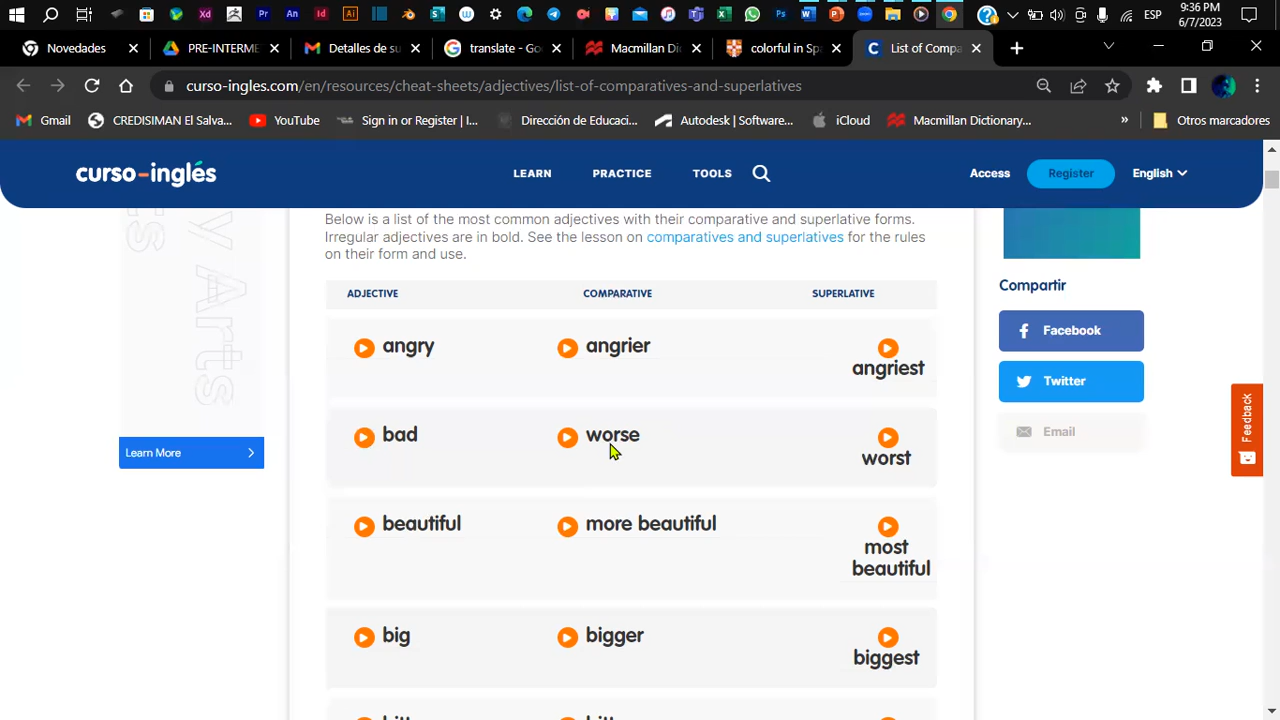 9:36 PM
ESP
6/7/2023
Novedades
PRE-INTERME
Detalles de su
translate - Goo
Macmillan Dic
colorful in Spa
List of Compa
curso-ingles.com/en/resources/cheat-sheets/adjectives/list-of-comparatives-and-superlatives
Gmail
CREDISIMAN El Salva...
YouTube
Sign in or Register | I...
Dirección de Educaci...
Autodesk | Software...
iCloud
Macmillan Dictionary...
»
Otros marcadores
curso-inglés
LEARN
PRACTICE
TOOLS
Access
Register
English
Below is a list of the most common adjectives with their comparative and superlative forms.
Irregular adjectives are in bold. See the lesson on comparatives and superlatives for the rules
on their form and use.
ADJECTIVE COMPARATIVE SUPERLATIVE
angry angrier angriest
bad worse worst
beautiful more beautiful most
beautiful
big bigger biggest
y Arts
Learn More
Compartir
Facebook
Twitter
Email
Feedback